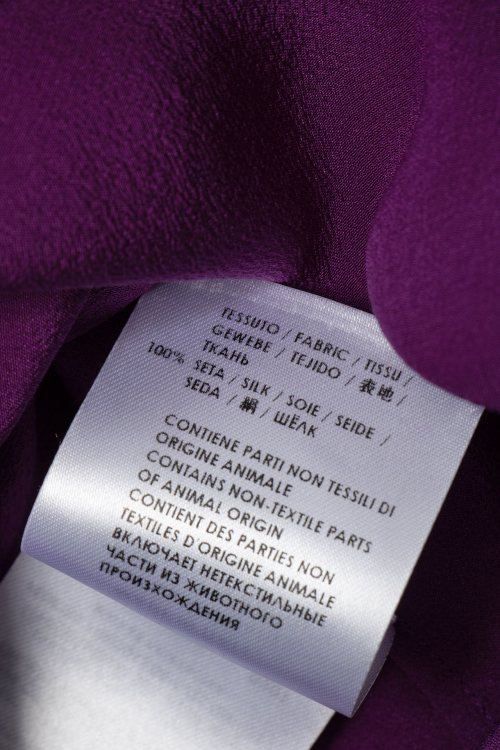 TESSUTO / FABRIC / TISSU /
GEWEBE / TEJIDO / 表地 /
ТКАНЬ
100% SETA / SILK / SOIE / SEIDE /
SEDA / 絹 / ШЁЛК
CONTIENE PARTI NON TESSILI DI
ORIGINE ANIMALE
CONTAINS NON-TEXTILE PARTS
OF ANIMAL ORIGIN
CONTIENT DES PARTIES NON
TEXTILES D'ORIGINE ANIMALE
ВКЛЮЧАЕТ НЕТЕКСТИЛЬНЫЕ
ЧАСТИ ИЗ ЖИВОТНОГО
ПРОИЗХОЖДЕНИЯ